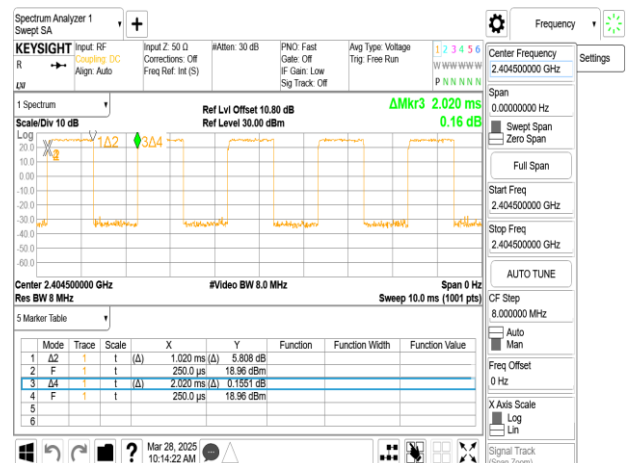 Spectrum Analyzer 1
Swept SA
Frequency
KEYSIGHT
R
LXI
Input: RF
Coupling: DC
Align: Auto
Input Z: 50 Ω
Corrections: Off
Freq Ref: Int (S)
#Atten: 30 dB
PNO: Fast
Gate: Off
IF Gain: Low
Sig Track: Off
Avg Type: Voltage
Trig: Free Run
1 2 3 4 5 6
W W W W W W
P N N N N N
1 Spectrum
Scale/Div 10 dB
Ref Lvl Offset 10.80 dB
Ref Level 30.00 dBm
ΔMkr3 2.020 ms
0.16 dB
Log
20.0
10.0
0.00
-10.0
-20.0
-30.0
-40.0
-50.0
-60.0
1Δ2
3Δ4
Center 2.404500000 GHz
#Video BW 8.0 MHz
Span 0 Hz
Res BW 8 MHz
Sweep 10.0 ms (1001 pts)
5 Marker Table
Mode Trace Scale X Y Function Function Width Function Value
1 Δ2 1 t (Δ) 1.020 ms (Δ) 5.808 dB
2 F 1 t 250.0 µs 18.96 dBm
3 Δ4 1 t (Δ) 2.020 ms (Δ) 0.1551 dB
4 F 1 t 250.0 µs 18.96 dBm
5
6
Mar 28, 2025
10:14:22 AM
Center Frequency
2.404500000 GHz
Settings
Span
0.00000000 Hz
Swept Span
Zero Span
Full Span
Start Freq
2.404500000 GHz
Stop Freq
2.404500000 GHz
AUTO TUNE
CF Step
8.000000 MHz
Auto
Man
Freq Offset
0 Hz
X Axis Scale
Log
Lin
Signal Track
(Span Zoom)